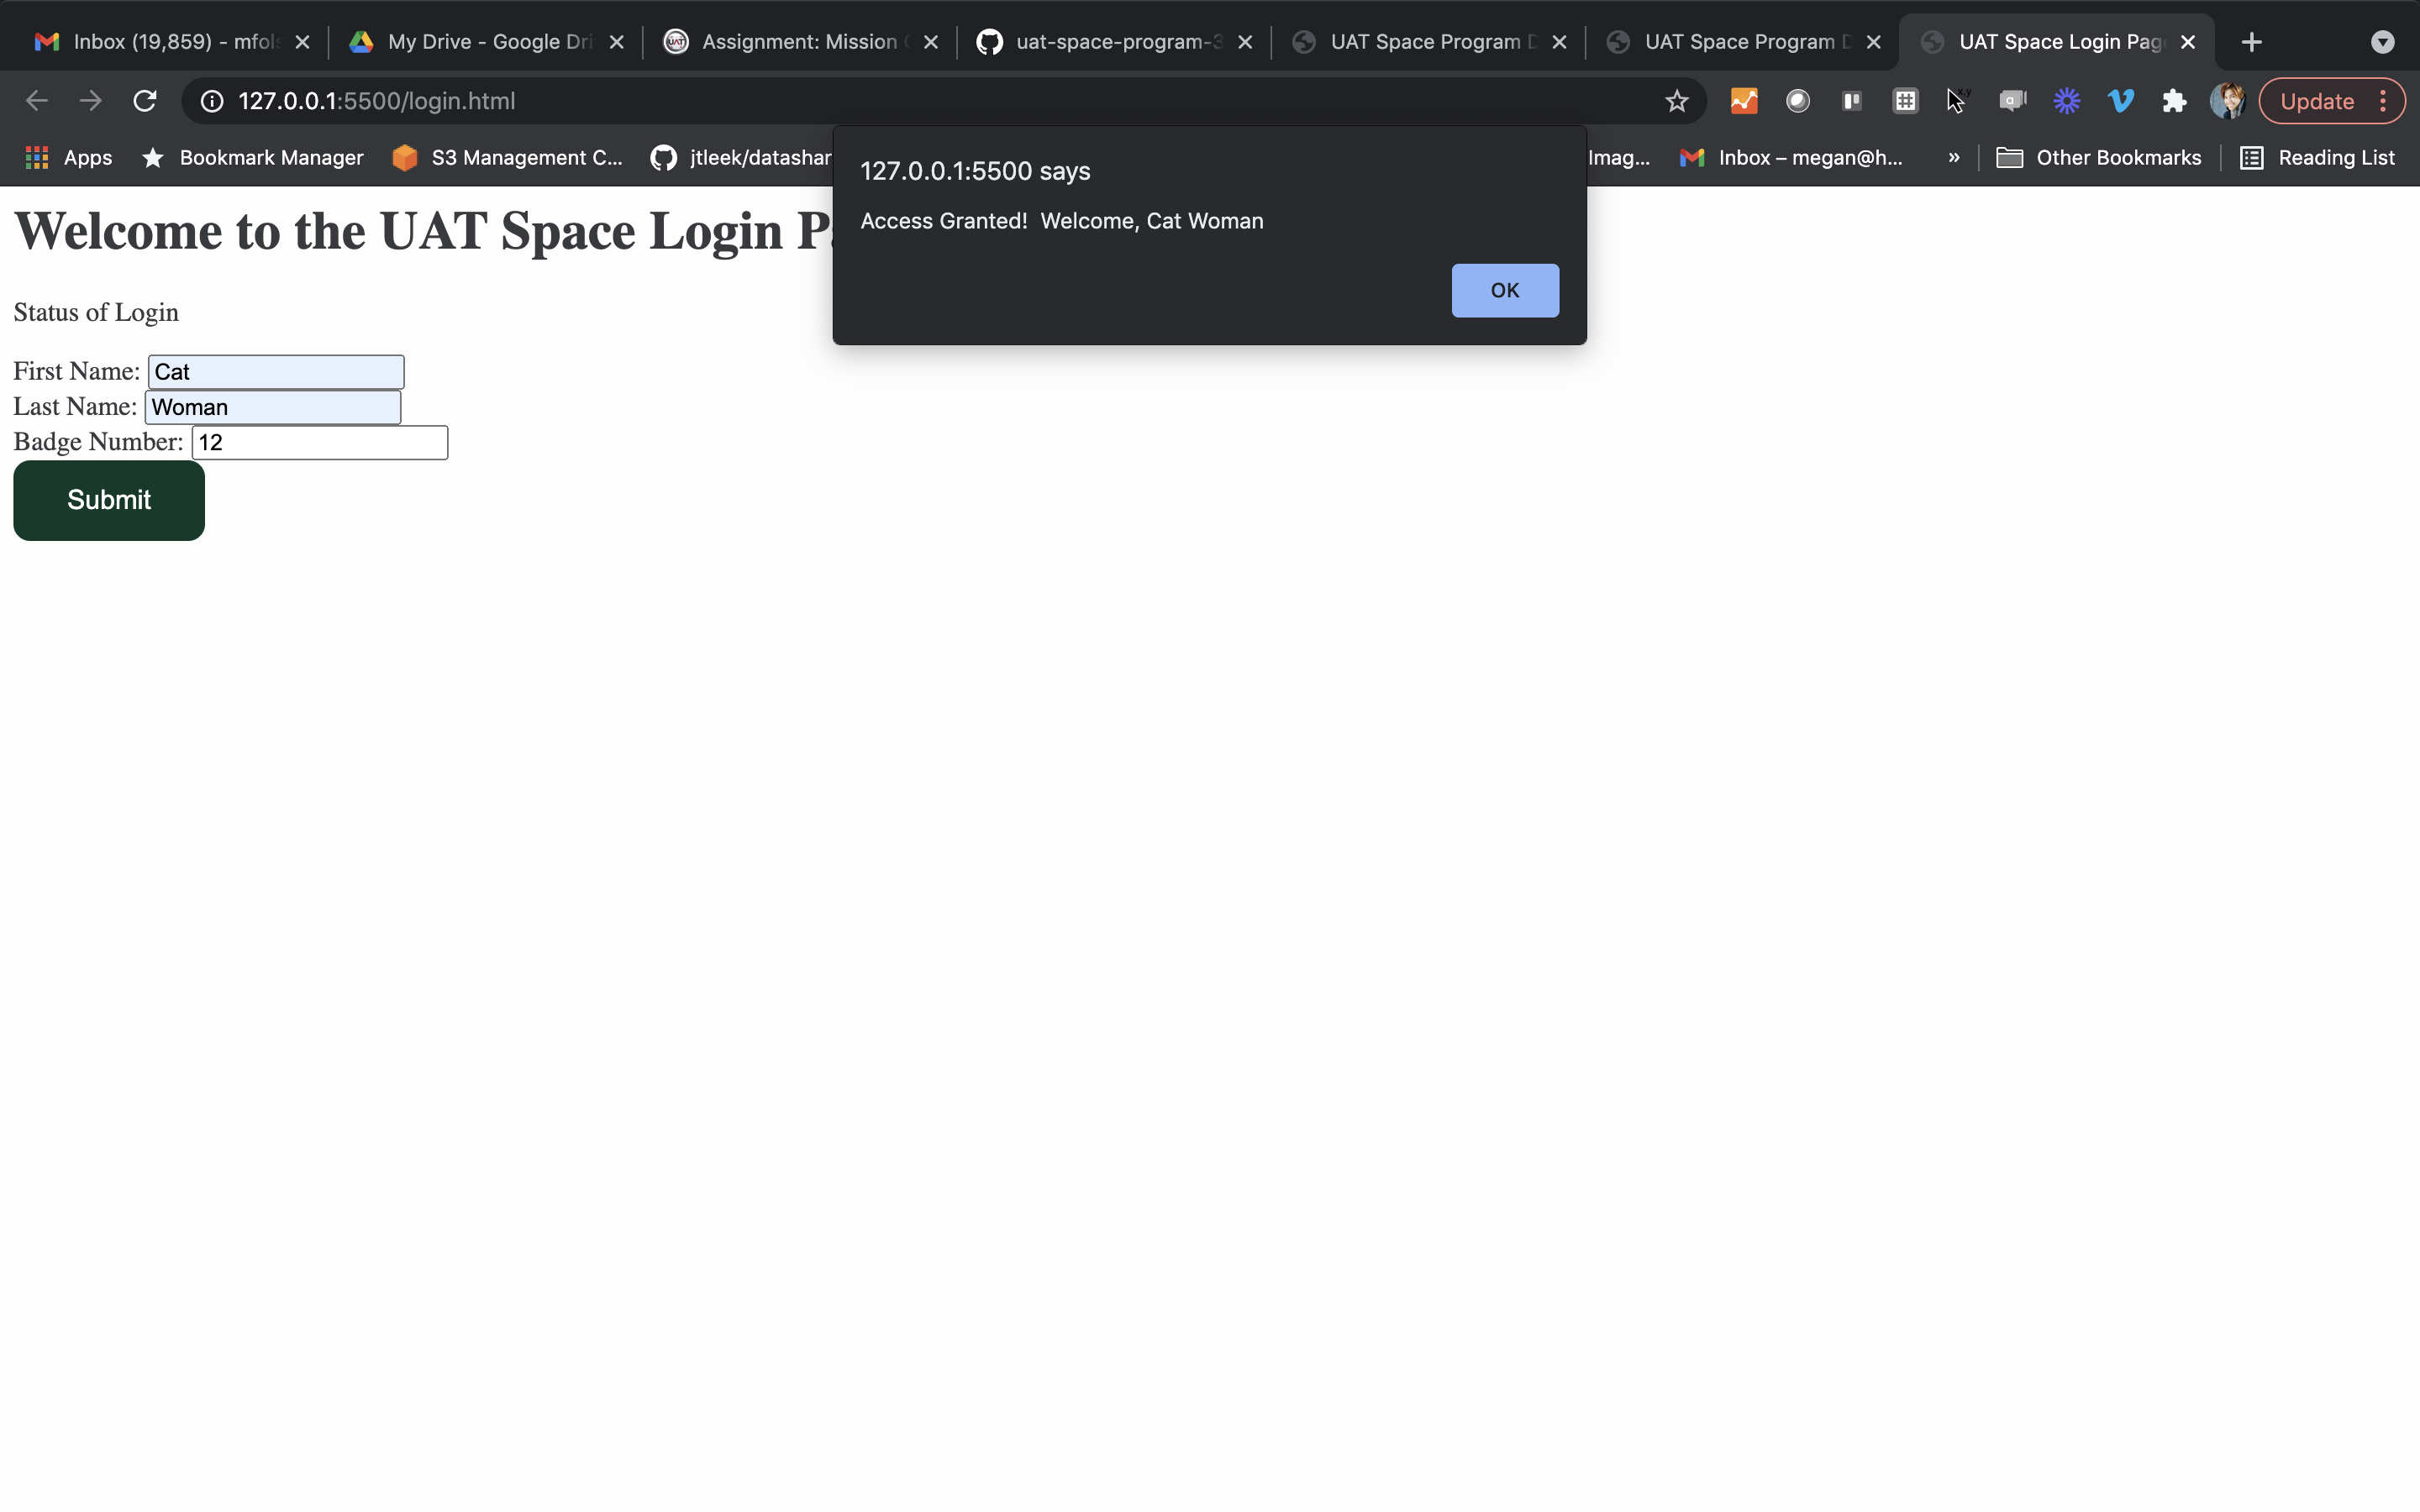 Inbox (19,859) - mfols
My Drive - Google Dri
Assignment: Mission
uat-space-program-3
UAT Space Program D
UAT Space Program D
UAT Space Login Pag
127.0.0.1:5500/login.html
Update
Apps
Bookmark Manager
S3 Management C...
jtleek/datashar
Imag...
Inbox – megan@h...
»
Other Bookmarks
Reading List
127.0.0.1:5500 says
Access Granted!  Welcome, Cat Woman
OK
Welcome to the UAT Space Login P
Status of Login
First Name: Cat
Last Name: Woman
Badge Number: 12
Submit